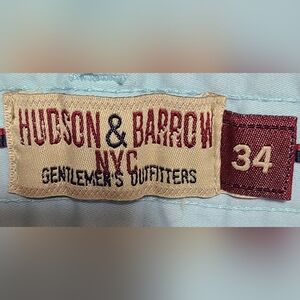 HUDSON & BARROW
NYC
GENTLEMEN'S OUTFITTERS
34